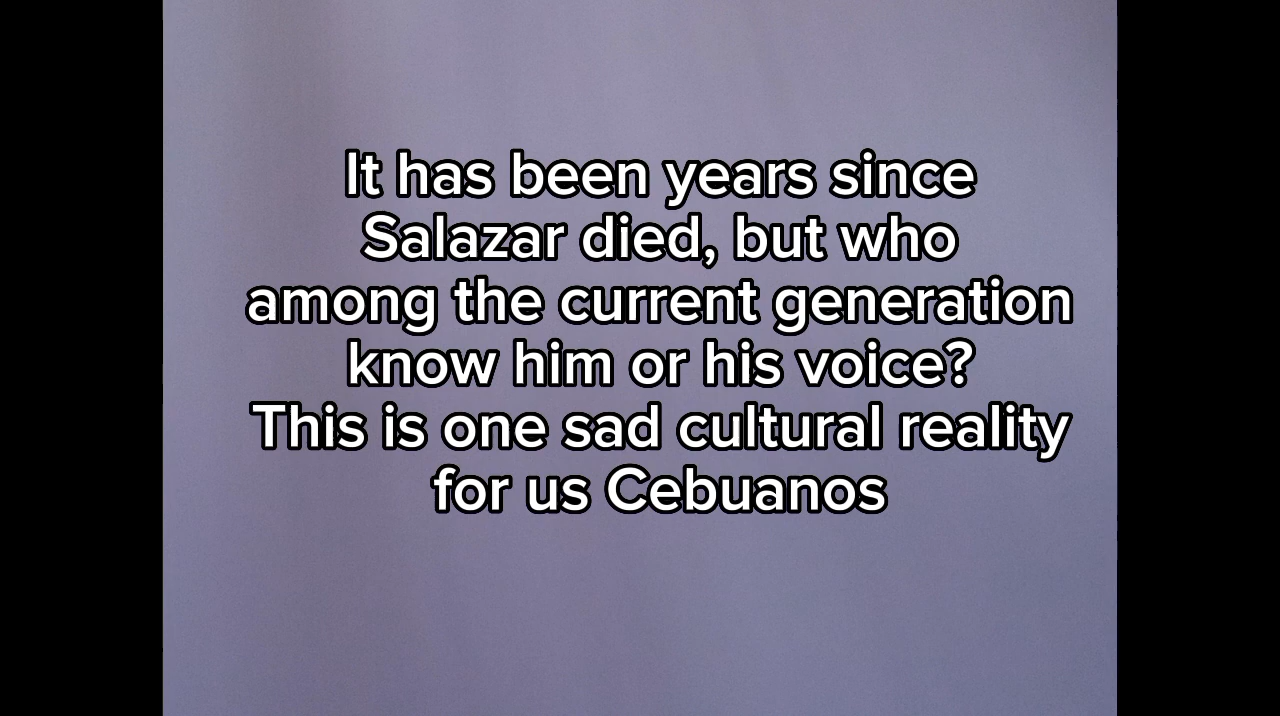 It has been years since
Salazar died, but who
among the current generation
know him or his voice?
This is one sad cultural reality
for us Cebuanos